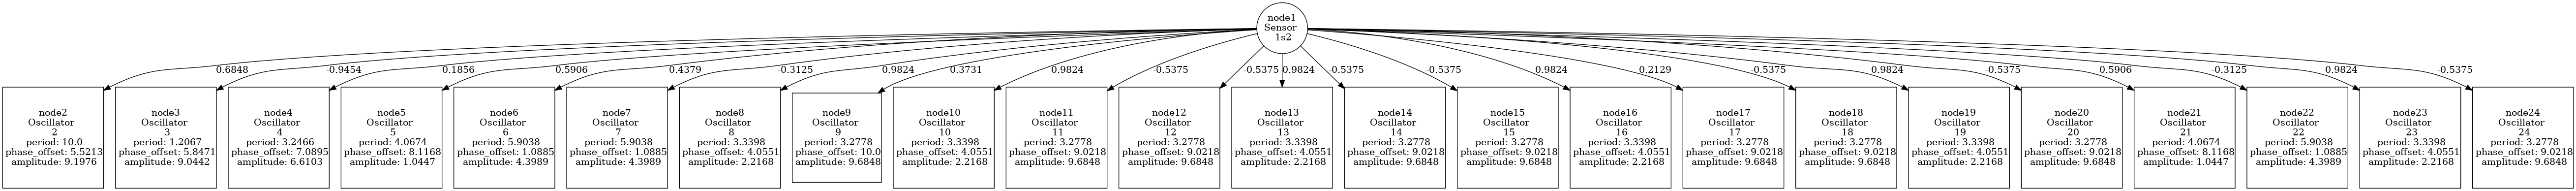 node1
Sensor
1s2
0.6848
-0.9454
0.1856
0.5906
0.4379
-0.3125
0.9824
0.3731
0.9824
-0.5375
-0.5375
0.9824
-0.5375
-0.5375
0.9824
0.2129
-0.5375
0.9824
-0.5375
0.5906
-0.3125
0.9824
-0.5375
node2
Oscillator
2
period: 10.0
phase_offset: 5.5213
amplitude: 9.1976
node3
Oscillator
3
period: 1.2067
phase_offset: 5.8471
amplitude: 9.0442
node4
Oscillator
4
period: 3.2466
phase_offset: 7.0895
amplitude: 6.6103
node5
Oscillator
5
period: 4.0674
phase_offset: 8.1168
amplitude: 1.0447
node6
Oscillator
6
period: 5.9038
phase_offset: 1.0885
amplitude: 4.3989
node7
Oscillator
7
period: 5.9038
phase_offset: 1.0885
amplitude: 4.3989
node8
Oscillator
8
period: 3.3398
phase_offset: 4.0551
amplitude: 2.2168
node9
Oscillator
9
period: 3.2778
phase_offset: 10.0
amplitude: 9.6848
node10
Oscillator
10
period: 3.3398
phase_offset: 4.0551
amplitude: 2.2168
node11
Oscillator
11
period: 3.2778
phase_offset: 9.0218
amplitude: 9.6848
node12
Oscillator
12
period: 3.2778
phase_offset: 9.0218
amplitude: 9.6848
node13
Oscillator
13
period: 3.3398
phase_offset: 4.0551
amplitude: 2.2168
node14
Oscillator
14
period: 3.2778
phase_offset: 9.0218
amplitude: 9.6848
node15
Oscillator
15
period: 3.2778
phase_offset: 9.0218
amplitude: 9.6848
node16
Oscillator
16
period: 3.3398
phase_offset: 4.0551
amplitude: 2.2168
node17
Oscillator
17
period: 3.2778
phase_offset: 9.0218
amplitude: 9.6848
node18
Oscillator
18
period: 3.2778
phase_offset: 9.0218
amplitude: 9.6848
node19
Oscillator
19
period: 3.3398
phase_offset: 4.0551
amplitude: 2.2168
node20
Oscillator
20
period: 3.2778
phase_offset: 9.0218
amplitude: 9.6848
node21
Oscillator
21
period: 4.0674
phase_offset: 8.1168
amplitude: 1.0447
node22
Oscillator
22
period: 5.9038
phase_offset: 1.0885
amplitude: 4.3989
node23
Oscillator
23
period: 3.3398
phase_offset: 4.0551
amplitude: 2.2168
node24
Oscillator
24
period: 3.2778
phase_offset: 9.0218
amplitude: 9.6848